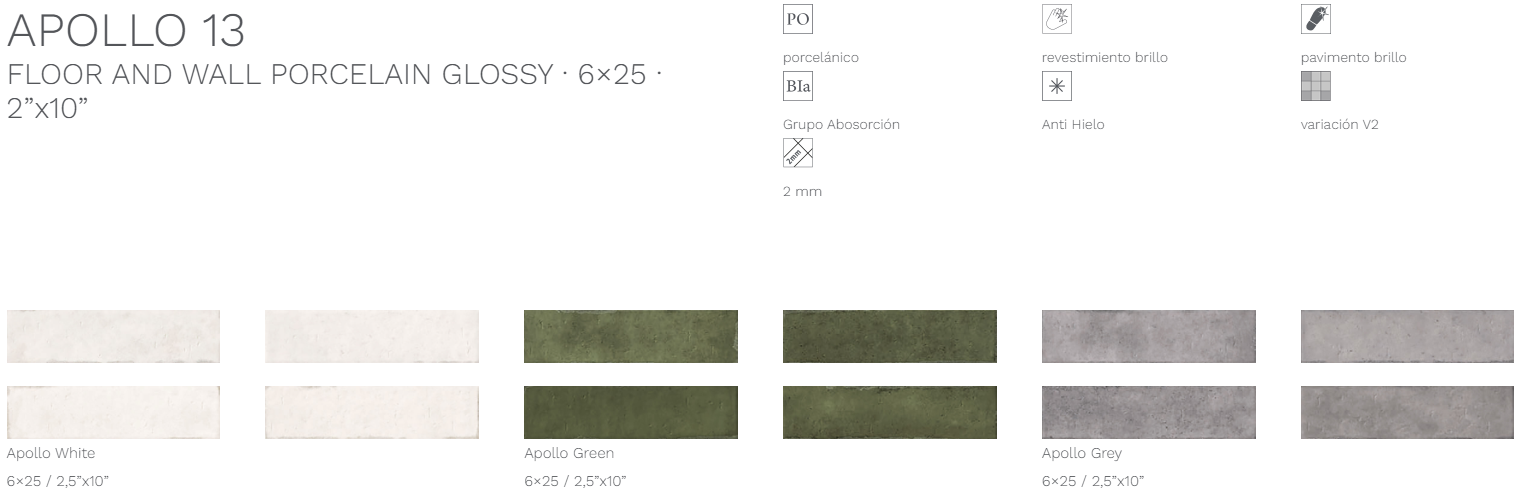 APOLLO 13
FLOOR AND WALL PORCELAIN GLOSSY · 6×25 ·
2”x10”
PO
porcelánico
revestimiento brillo
pavimento brillo
BIa
Grupo Abosorción
Anti Hielo
variación V2
2mm
2 mm
Apollo White
6×25 / 2,5”x10”
Apollo Green
6×25 / 2,5”x10”
Apollo Grey
6×25 / 2,5”x10”